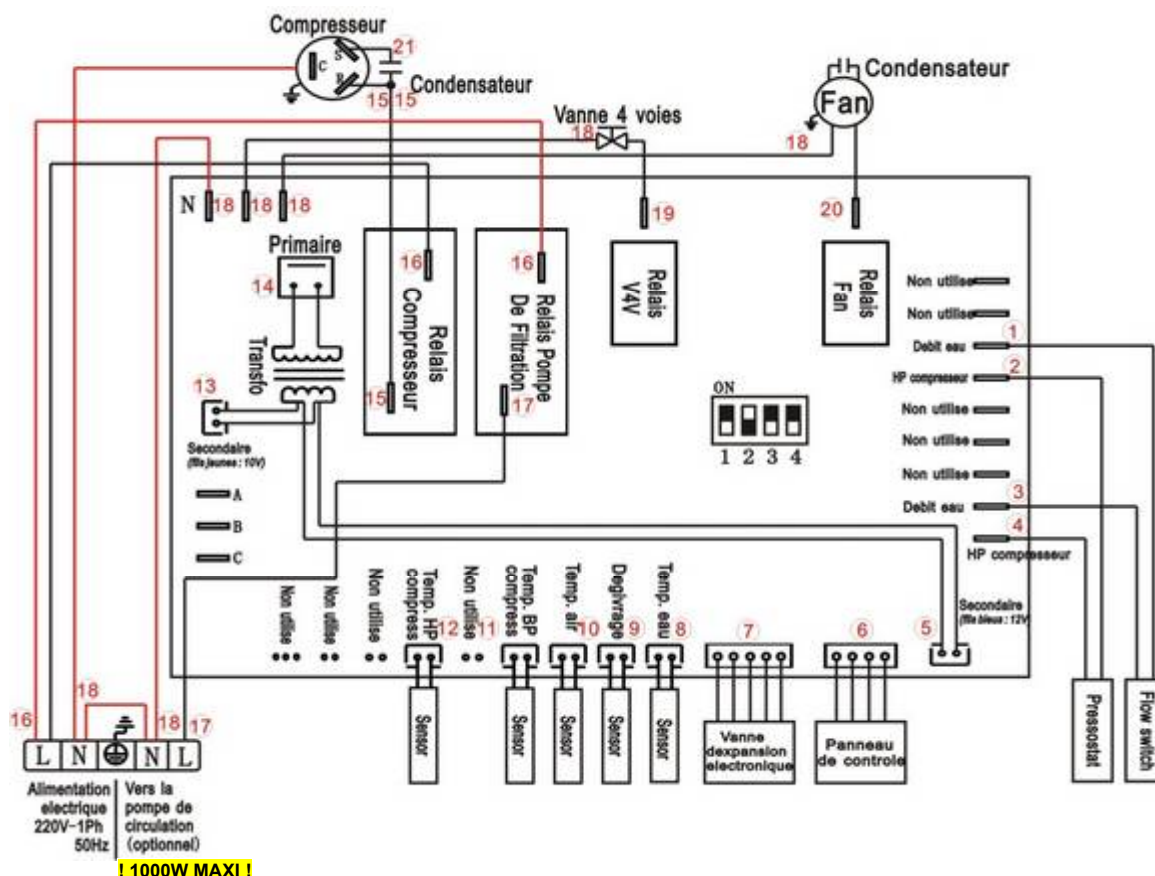 Compresseur
21
S
C
R
Condensateur
15 15
Condensateur
Fan
18
Vanne 4 voies
18
N
18
18
18
19
20
Primaire
14
Transfo
13
Secondaire
(fils jaunes : 10V)
A
B
C
16
Relais
Compresseur
15
16
Relais Pompe
De Filtration
17
Relais
V4V
Relais
Fan
ON
1 2 3 4
Non utilise
Non utilise
1
Debit eau
2
HP compresseur
Non utilise
Non utilise
Non utilise
3
Debit eau
4
HP compresseur
Secondaire
(fils bleus : 12V
5
Non utilise
Non utilise
Non utilise
Temp. HP
compress
12
Non utilise
11
Temp. BP
compress
Temp. air
10
Degivrage
9
Temp. eau
8
7
6
Sensor
Sensor
Sensor
Sensor
Sensor
Vanne
dexpansion
electronique
Panneau
de controle
Pressostat
Flow switch
16
18
18
17
L N N L
Alimentation
electrique
220V-1Ph
50Hz
Vers la
pompe de
circulation
(optionnel)
! 1000W MAXI !